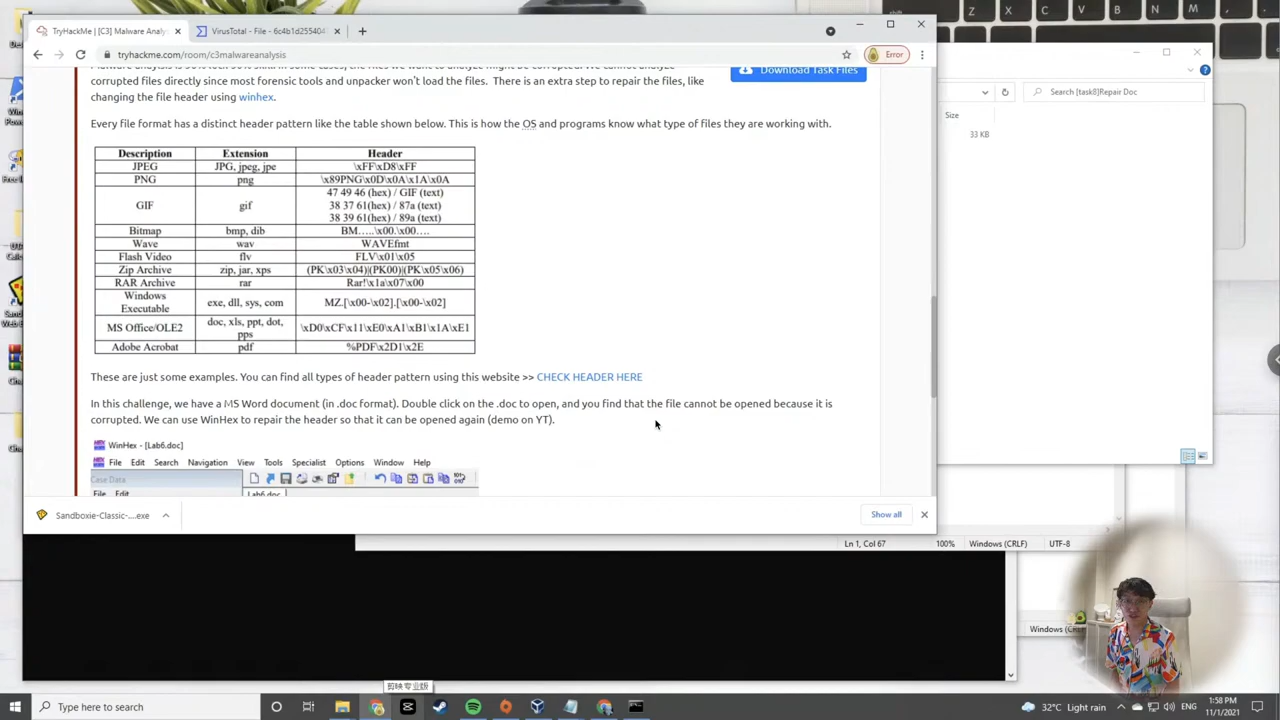 TryHackMe | [C3] Malware Analy
VirusTotal - File - 6c4b1d255404
tryhackme.com/room/c3malwareanalysis
Error
corrupted files directly since most forensic tools and unpacker won't load the files. There is an extra step to repair the files, like
changing the file header using winhex.
Download Task Files
Every file format has a distinct header pattern like the table shown below. This is how the OS and programs know what type of files they are working with.
Description Extension Header
JPEG JPG, jpeg, jpe \xFF\xD8\xFF
PNG png \x89PNG\x0D\x0A\x1A\x0A
GIF gif 47 49 46 (hex) / GIF (text)
38 37 61(hex) / 87a (text)
38 39 61(hex) / 89a (text)
Bitmap bmp, dib BM…..\x00.\x00….
Wave wav WAVEfmt
Flash Video flv FLV\x01\x05
Zip Archive zip, jar, xps (PK\x03\x04)|(PK00)|(PK\x05\x06)
RAR Archive rar Rar!\x1a\x07\x00
Windows
Executable exe, dll, sys, com MZ.[\x00-\x02].[\x00-\x02]
MS Office/OLE2 doc, xls, ppt, dot,
pps \xD0\xCF\x11\xE0\xA1\xB1\x1A\xE1
Adobe Acrobat pdf %PDF\x2D1\x2E
These are just some examples. You can find all types of header pattern using this website >> CHECK HEADER HERE
In this challenge, we have a MS Word document (in .doc format). Double click on the .doc to open, and you find that the file cannot be opened because it is
corrupted. We can use WinHex to repair the header so that it can be opened again (demo on YT).
WinHex - [Lab6.doc]
File Edit Search Navigation View Tools Specialist Options Window Help
Case Data
File Edit
Lab6.doc
Sandboxie-Classic-....exe
Show all
Search [task8]Repair Doc
Size
33 KB
Ln 1, Col 67 100% Windows (CRLF) UTF-8
Windows (CRLF
剪映专业版
Type here to search
32°C Light rain
1:58 PM
11/1/2021